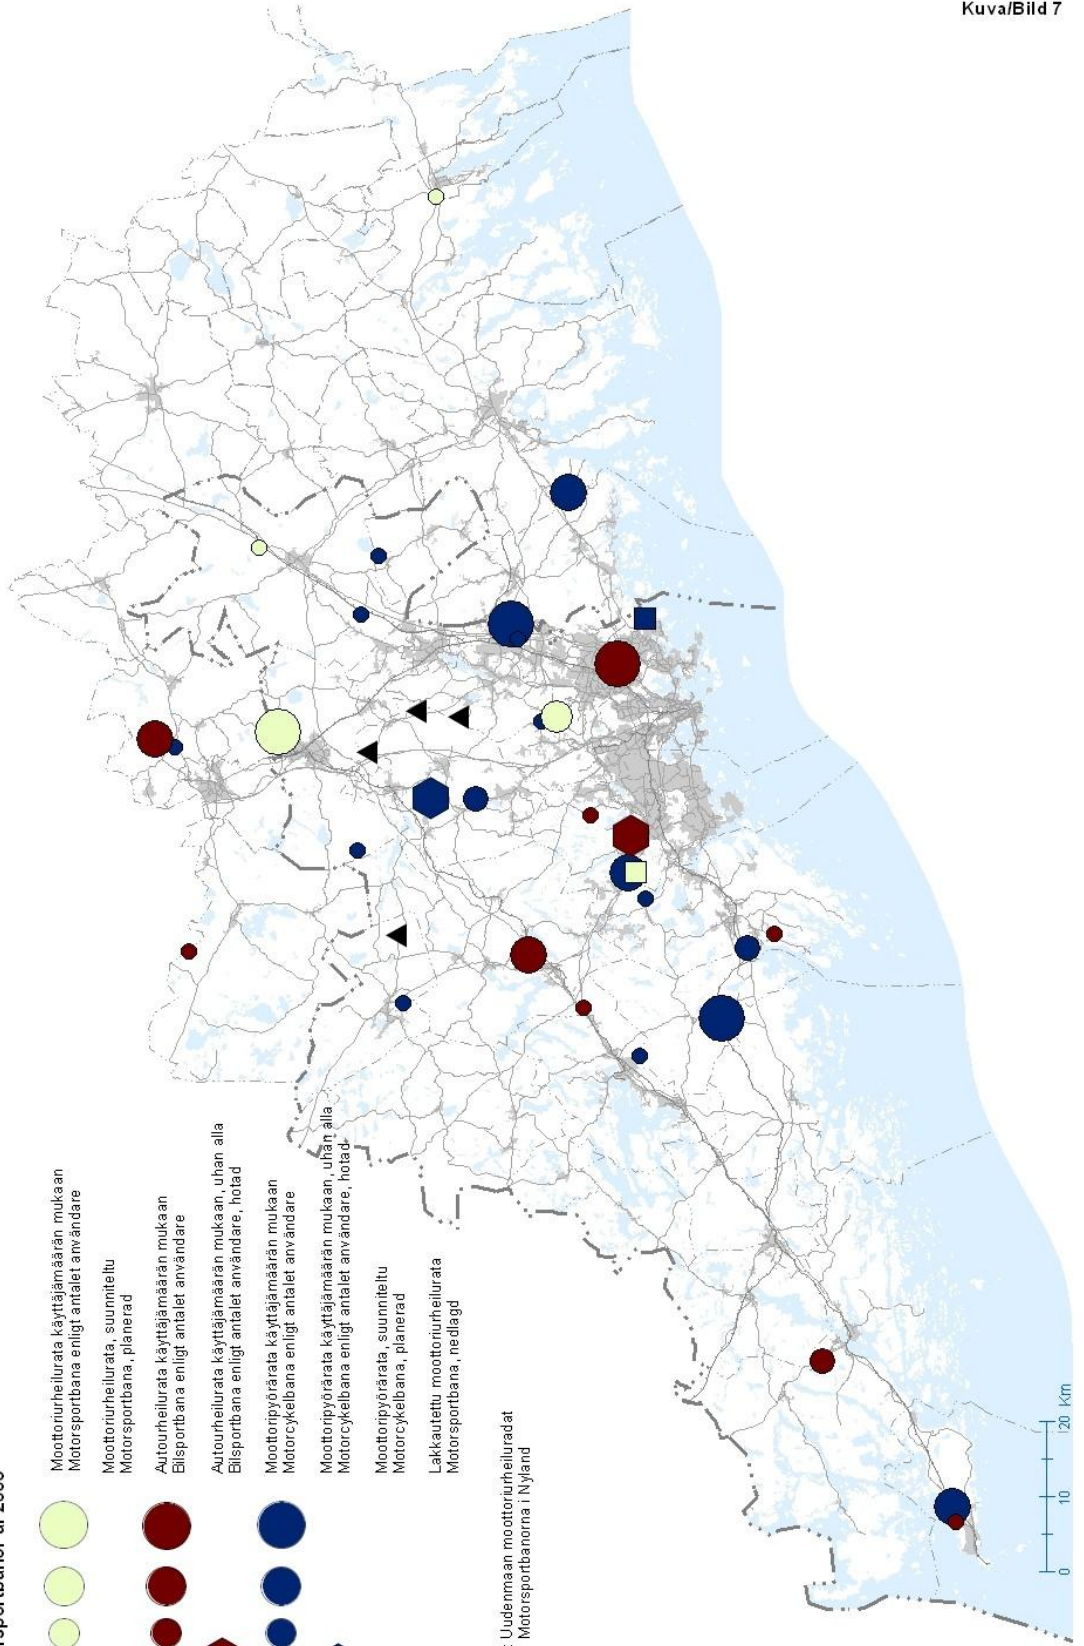 Kuva/Bild 7
Moottoriurheilurata käyttäjämäärän mukaan
Motorsportbana enligt antalet användare
Moottoriurheilurata, suunniteltu
Motorsportbana, planerad
Autourheilurata käyttäjämäärän mukaan
Bilsportbana enligt antalet användare
Autourheilurata käyttäjämäärän mukaan, uhan alla
Bilsportbana enligt antalet användare, hotad
Moottoripyörärata käyttäjämäärän mukaan
Motorcykelbana enligt antalet användare
Moottoripyörärata käyttäjämäärän mukaan, uhan alla
Motorcykelbana enligt antalet användare, hotad
Moottoripyörärata, suunniteltu
Motorcykelbana, planerad
Lakkautettu moottoriurheilurata
Motorsportbana, nedlagd
: Uudenmaan moottoriurheiluradat
Motorsportbanorna i Nyland
0 10 20 Km